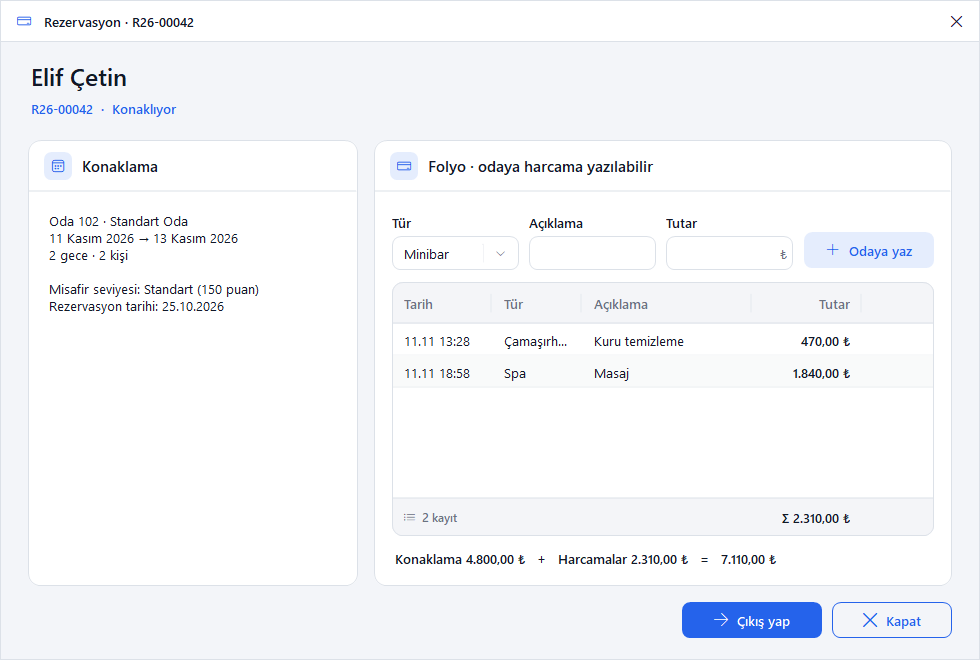 Rezervasyon · R26-00042
Elif Çetin
R26-00042 · Konaklıyor
Konaklama
Oda 102 · Standart Oda
11 Kasım 2026 → 13 Kasım 2026
2 gece · 2 kişi
Misafir seviyesi: Standart (150 puan)
Rezervasyon tarihi: 25.10.2026
Folyo · odaya harcama yazılabilir
Tür Açıklama Tutar
Minibar ₺ + Odaya yaz
Tarih Tür Açıklama Tutar
11.11 13:28 Çamaşırh... Kuru temizleme 470,00 ₺
11.11 18:58 Spa Masaj 1.840,00 ₺
2 kayıt Σ 2.310,00 ₺
Konaklama 4.800,00 ₺ + Harcamalar 2.310,00 ₺ = 7.110,00 ₺
Çıkış yap Kapat